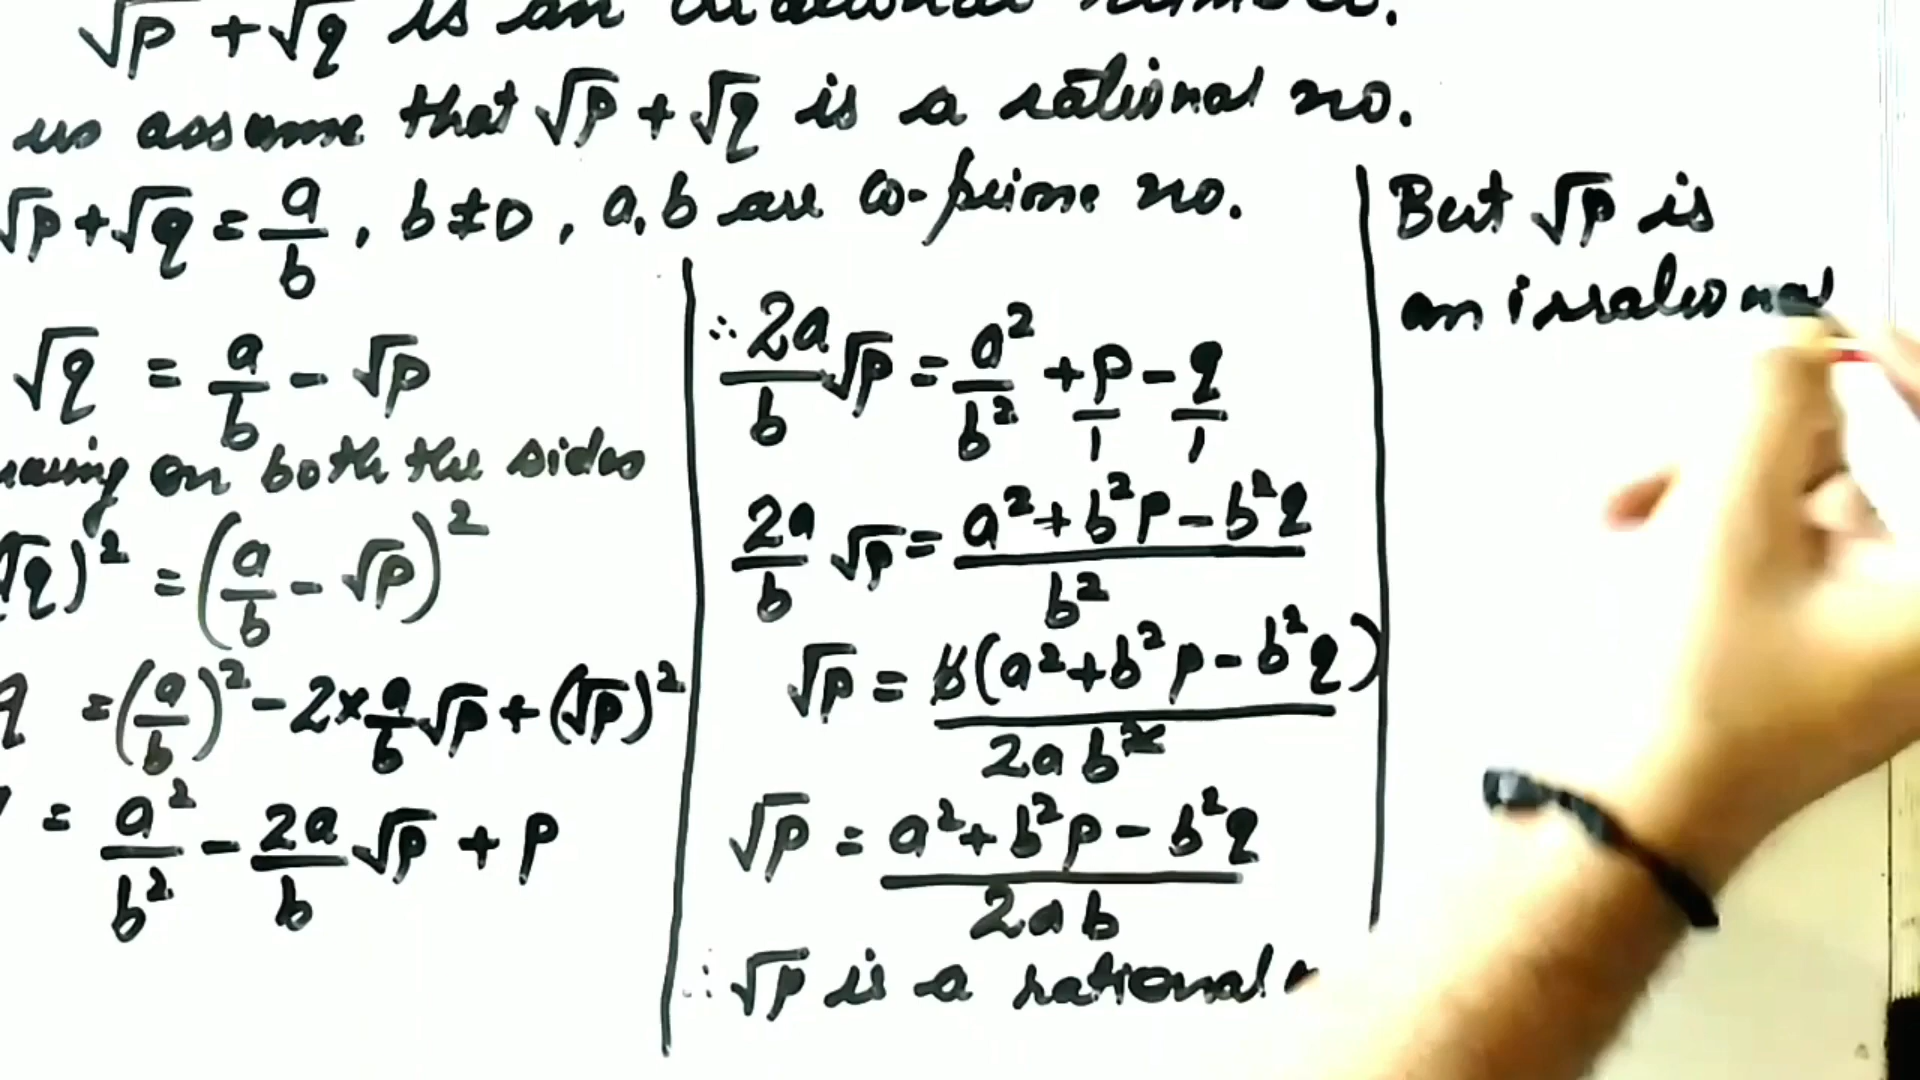 √p + √q is an irrational number.
us assume that √p + √q is a rational no.
√p + √q = a/b, b ≠ 0, a, b are co-prime no.
√q = a/b - √p
on both the sides
(√q)² = (a/b - √p)²
q = (a/b)² - 2×a/b √p + (√p)²
= a²/b² - 2a/b √p + p
∴ 2a/b √p = a²/b² + p/1 - q/1
2a/b √p = (a² + b²p - b²q)/b²
√p = b(a² + b²p - b²q)/2ab²
√p = (a² + b²p - b²q)/2ab
∴ √p is a rational
But √p is
an irrational